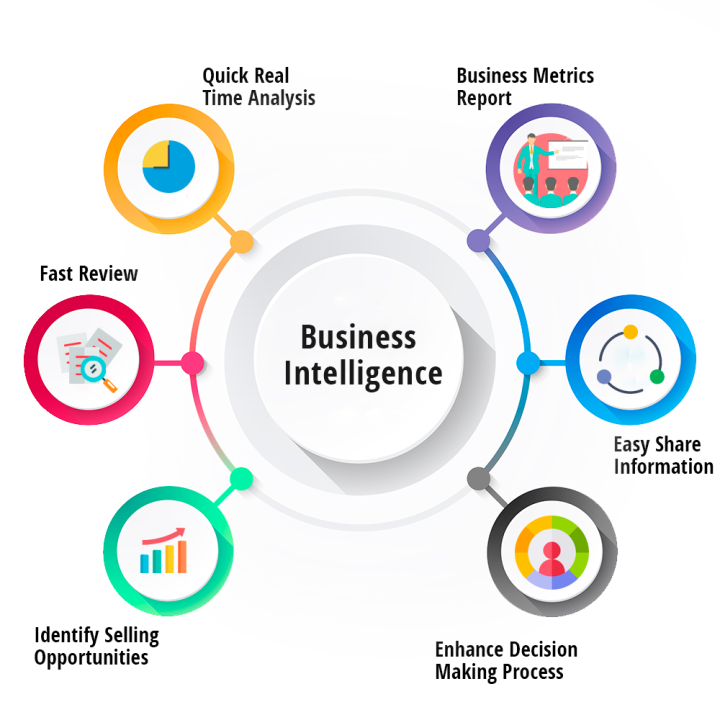 Quick Real
Time Analysis
Business Metrics
Report
Fast Review
Business
Intelligence
Easy Share
Information
Identify Selling
Opportunities
Enhance Decision
Making Process